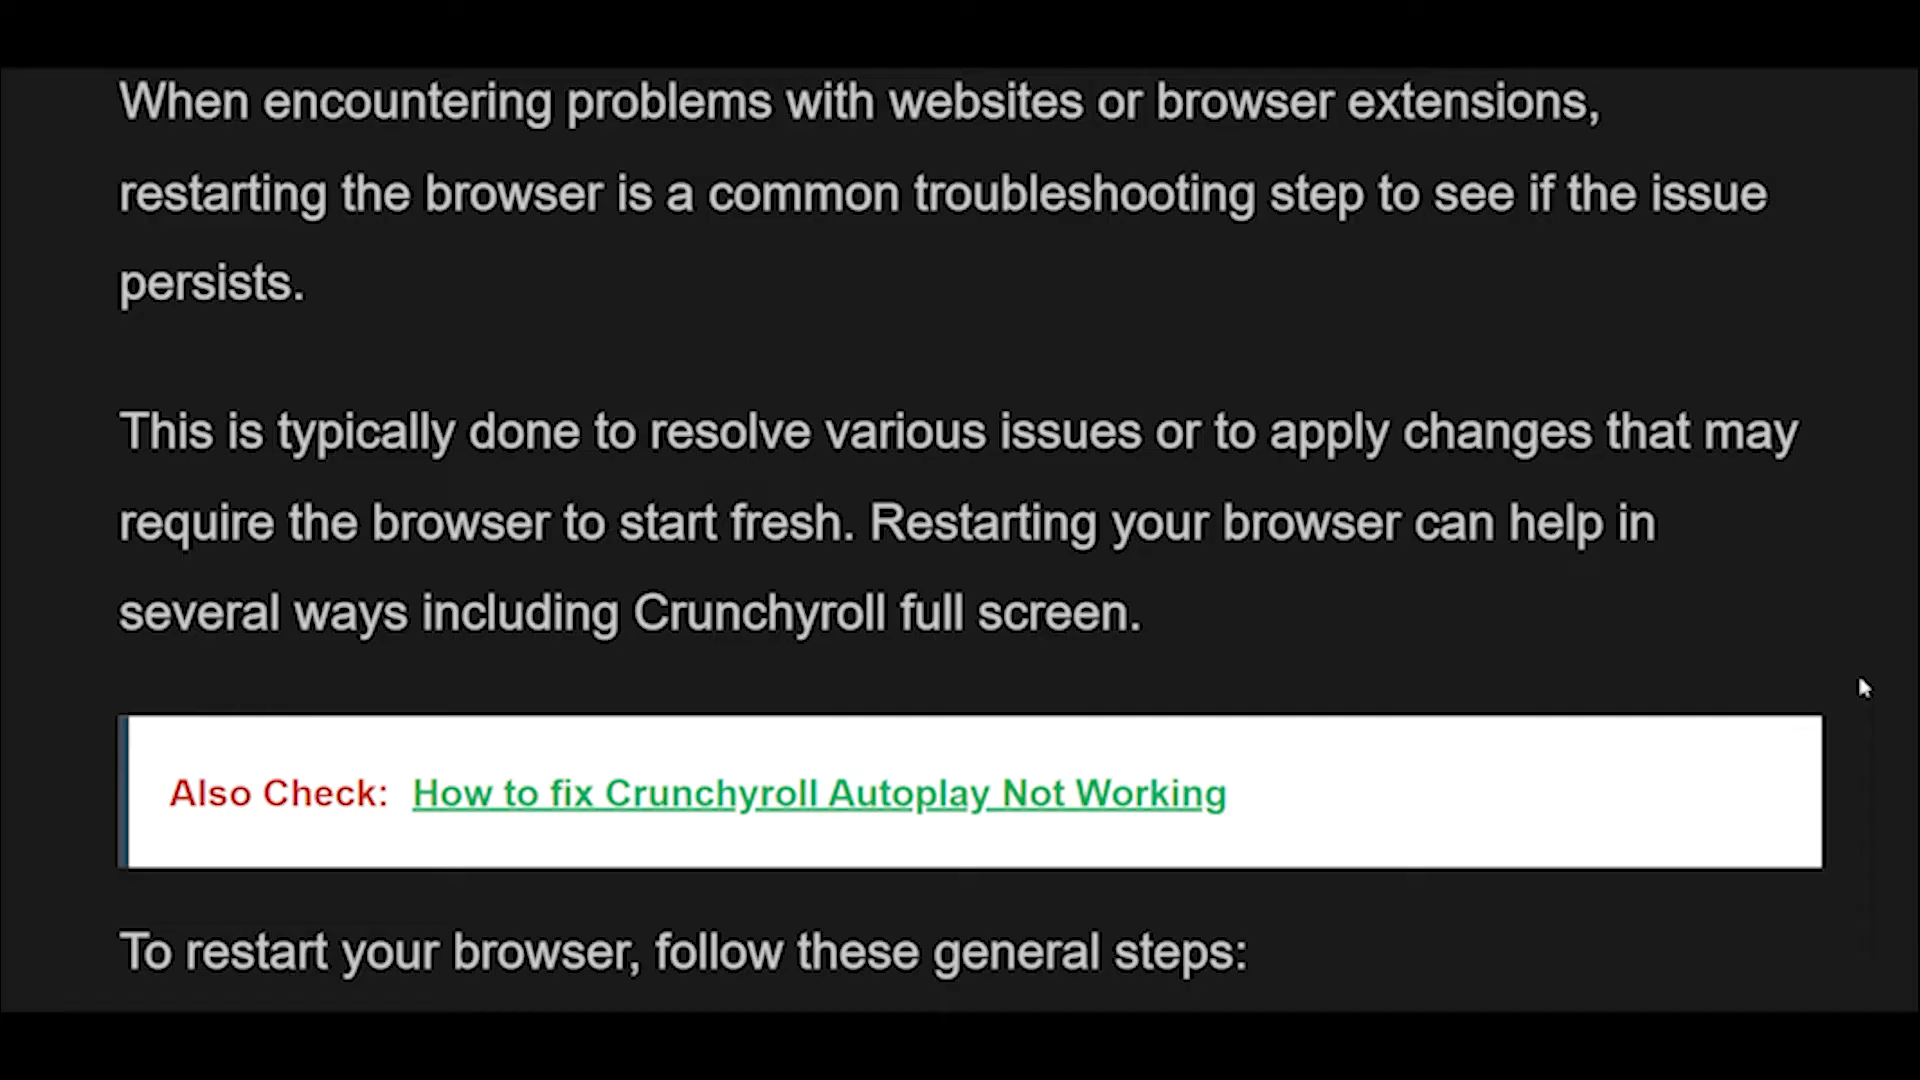 When encountering problems with websites or browser extensions,
restarting the browser is a common troubleshooting step to see if the issue
persists.
This is typically done to resolve various issues or to apply changes that may
require the browser to start fresh. Restarting your browser can help in
several ways including Crunchyroll full screen.
Also Check: How to fix Crunchyroll Autoplay Not Working
To restart your browser, follow these general steps: